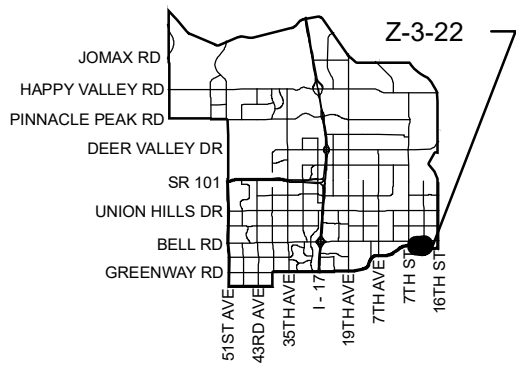 Z-3-22
JOMAX RD
HAPPY VALLEY RD
PINNACLE PEAK RD
DEER VALLEY DR
SR 101
UNION HILLS DR
BELL RD
GREENWAY RD
51ST AVE
43RD AVE
35TH AVE
I - 17
19TH AVE
7TH AVE
7TH ST
16TH ST